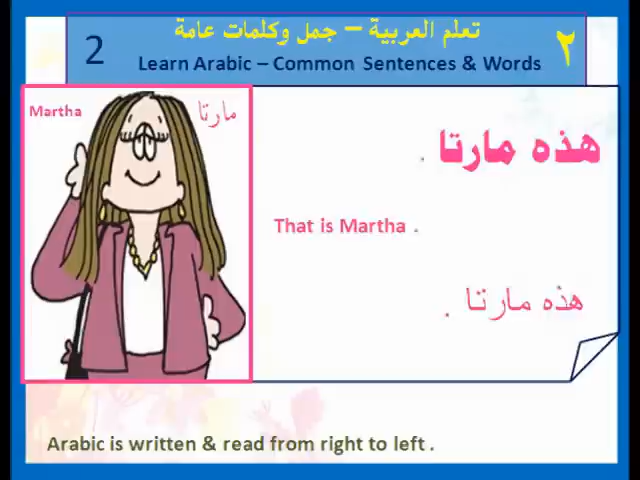 تعلم العربية – جمل وكلمات عامة
2
٢
Learn Arabic – Common Sentences & Words
Martha
مارتا
هذه مارتا .
That is Martha .
هذه مارتا .
Arabic is written & read from right to left .